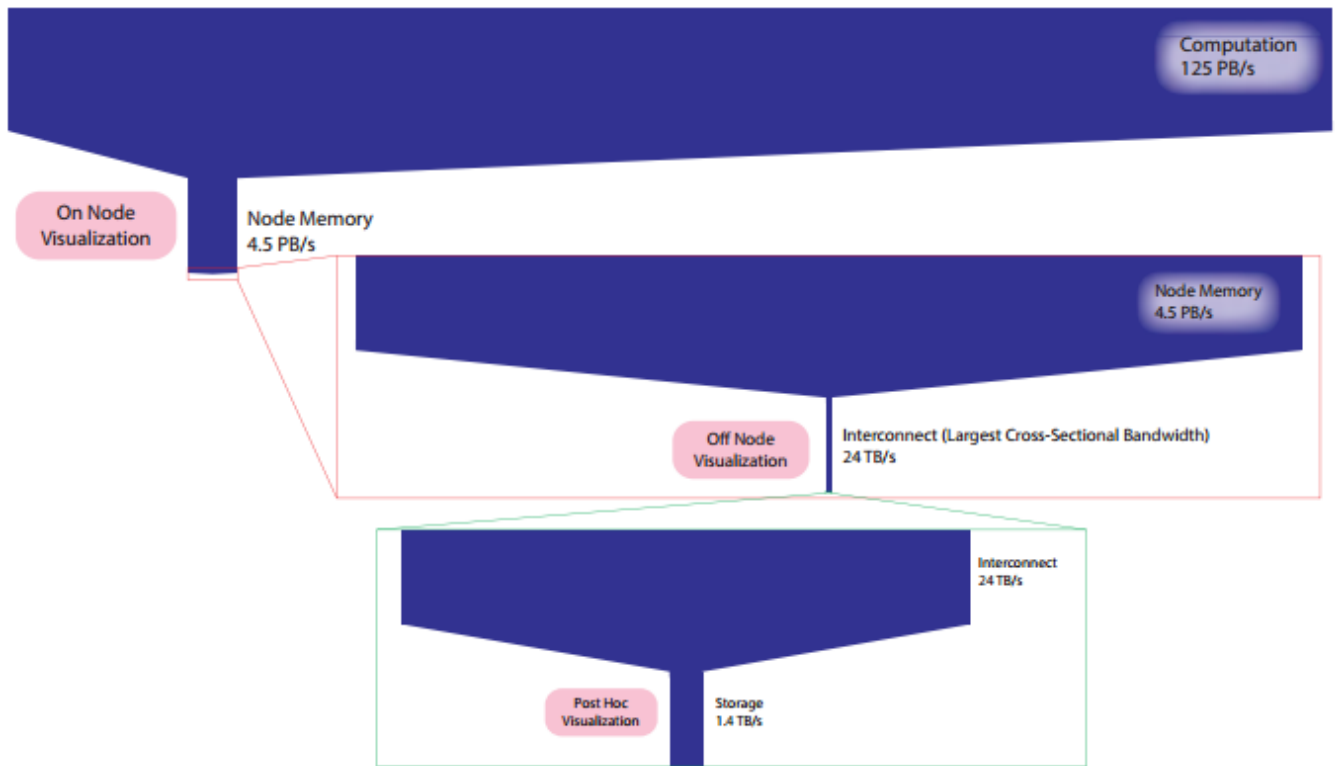 Computation
125 PB/s
On Node
Visualization
Node Memory
4.5 PB/s
Node Memory
4.5 PB/s
Off Node
Visualization
Interconnect (Largest Cross-Sectional Bandwidth)
24 TB/s
Interconnect
24 TB/s
Post Hoc
Visualization
Storage
1.4 TB/s